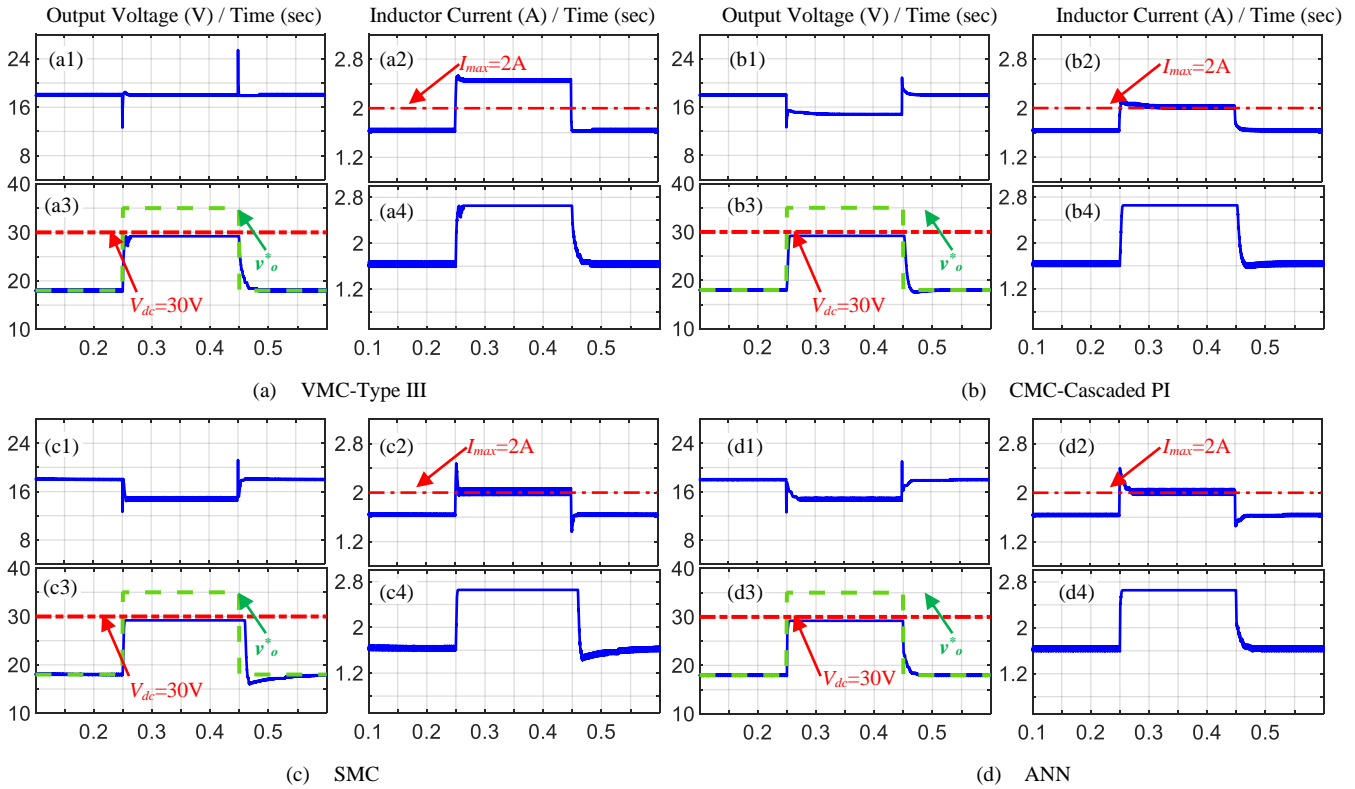 Output Voltage (V) / Time (sec)
Inductor Current (A) / Time (sec)
Output Voltage (V) / Time (sec)
Inductor Current (A) / Time (sec)
24
16
8
(a1)
2.8
2
1.2
(a2)
Imax=2A
24
16
8
(b1)
2.8
2
1.2
(b2)
Imax=2A
40
30
20
10
(a3)
v*o
Vdc=30V
0.2 0.3 0.4 0.5
2.8
2
1.2
(a4)
0.1 0.2 0.3 0.4 0.5
40
30
20
10
(b3)
v*o
Vdc=30V
0.2 0.3 0.4 0.5
2.8
2
1.2
(b4)
0.1 0.2 0.3 0.4 0.5
(a) VMC-Type III
(b) CMC-Cascaded PI
24
16
8
(c1)
2.8
2
1.2
(c2)
Imax=2A
24
16
8
(d1)
2.8
2
1.2
(d2)
Imax=2A
40
30
20
10
(c3)
v*o
Vdc=30V
0.2 0.3 0.4 0.5
2.8
2
1.2
(c4)
0.1 0.2 0.3 0.4 0.5
40
30
20
10
(d3)
v*o
Vdc=30V
0.2 0.3 0.4 0.5
2.8
2
1.2
(d4)
0.1 0.2 0.3 0.4 0.5
(c) SMC
(d) ANN